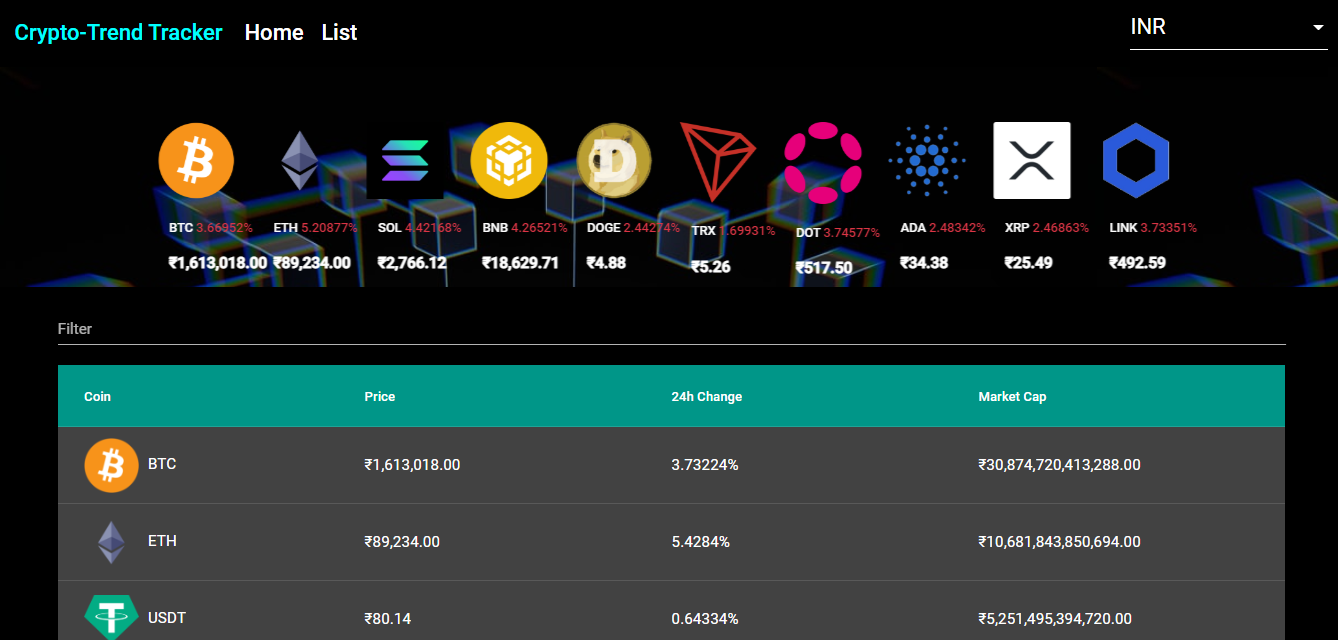 Crypto-Trend Tracker Home List INR
BTC 3.66952% ETH 5.20877% SOL 4.42168% BNB 4.26521% DOGE 2.44274% TRX 1.69931% DOT 3.74577% ADA 2.48342% XRP 2.46863% LINK 3.73351%
₹1,613,018.00 ₹89,234.00 ₹2,766.12 ₹18,629.71 ₹4.88 ₹5.26 ₹517.50 ₹34.38 ₹25.49 ₹492.59
Filter
Coin Price 24h Change Market Cap
BTC ₹1,613,018.00 3.73224% ₹30,874,720,413,288.00
ETH ₹89,234.00 5.4284% ₹10,681,843,850,694.00
USDT ₹80.14 0.64334% ₹5,251,495,394,720.00